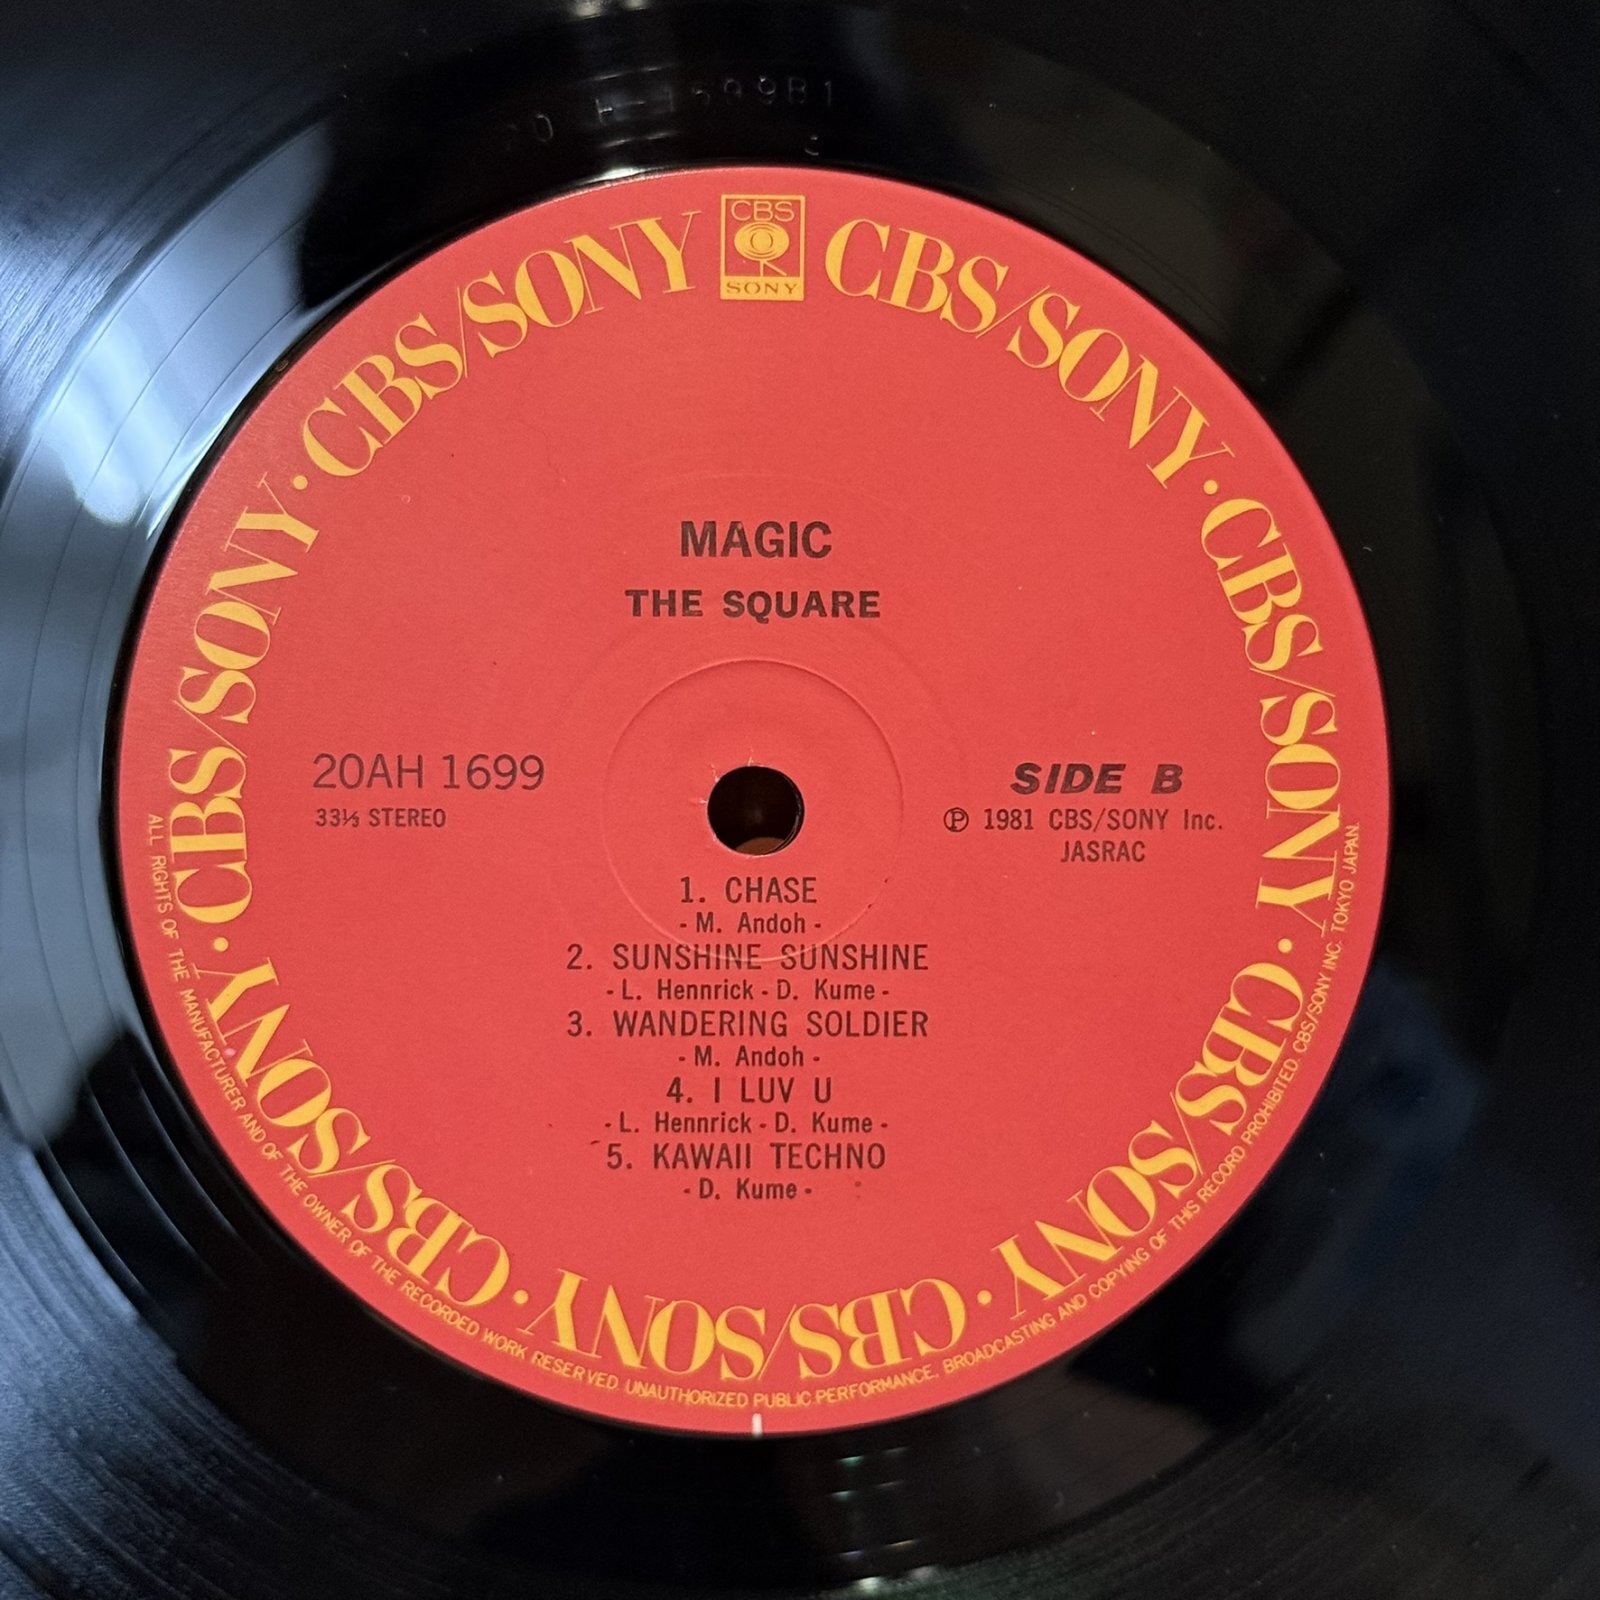 CBS
SONY
CBS/SONY · CBS/SONY · CBS/SONY · CBS/SONY · CBS/SONY · CBS/SONY · CBS/SONY · CBS/SONY
MAGIC
THE SQUARE
20AH 1699
33⅓ STEREO
SIDE B
℗ 1981 CBS/SONY Inc.
JASRAC
1. CHASE
- M. Andoh -
2. SUNSHINE SUNSHINE
- L. Hennrick - D. Kume -
3. WANDERING SOLDIER
- M. Andoh -
4. I LUV U
- L. Hennrick - D. Kume -
5. KAWAII TECHNO
- D. Kume -
ALL RIGHTS OF THE MANUFACTURER AND OF THE OWNER OF THE RECORDED WORK RESERVED. UNAUTHORIZED PUBLIC PERFORMANCE, BROADCASTING AND COPYING OF THIS RECORD PROHIBITED. CBS/SONY INC. TOKYO JAPAN.